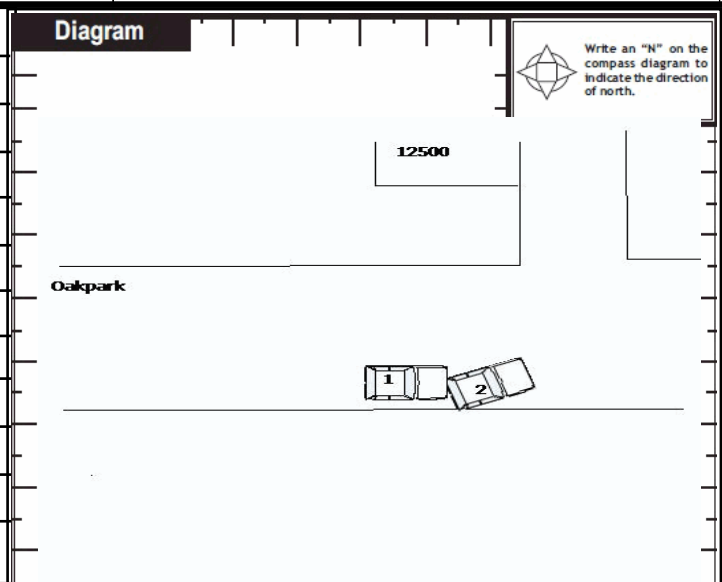 Diagram
Write an "N" on the
compass diagram to
indicate the direction
of north.
12500
Oakpark
1
2